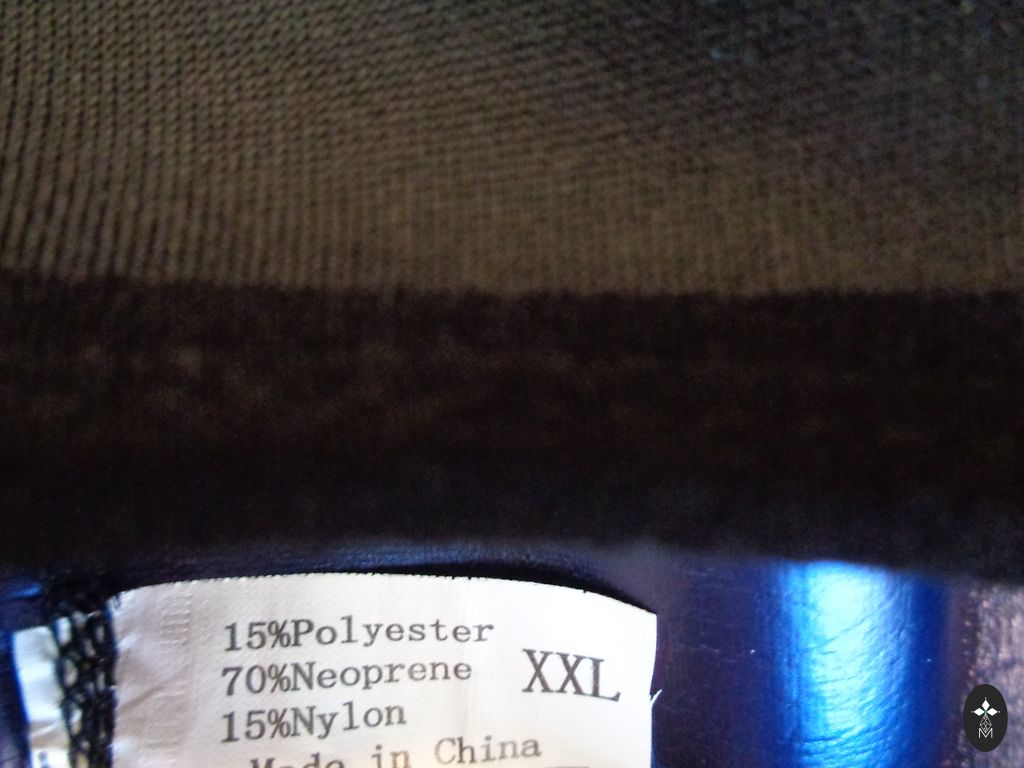 15%Polyester
70%Neoprene
XXL
15%Nylon
Made in China
M